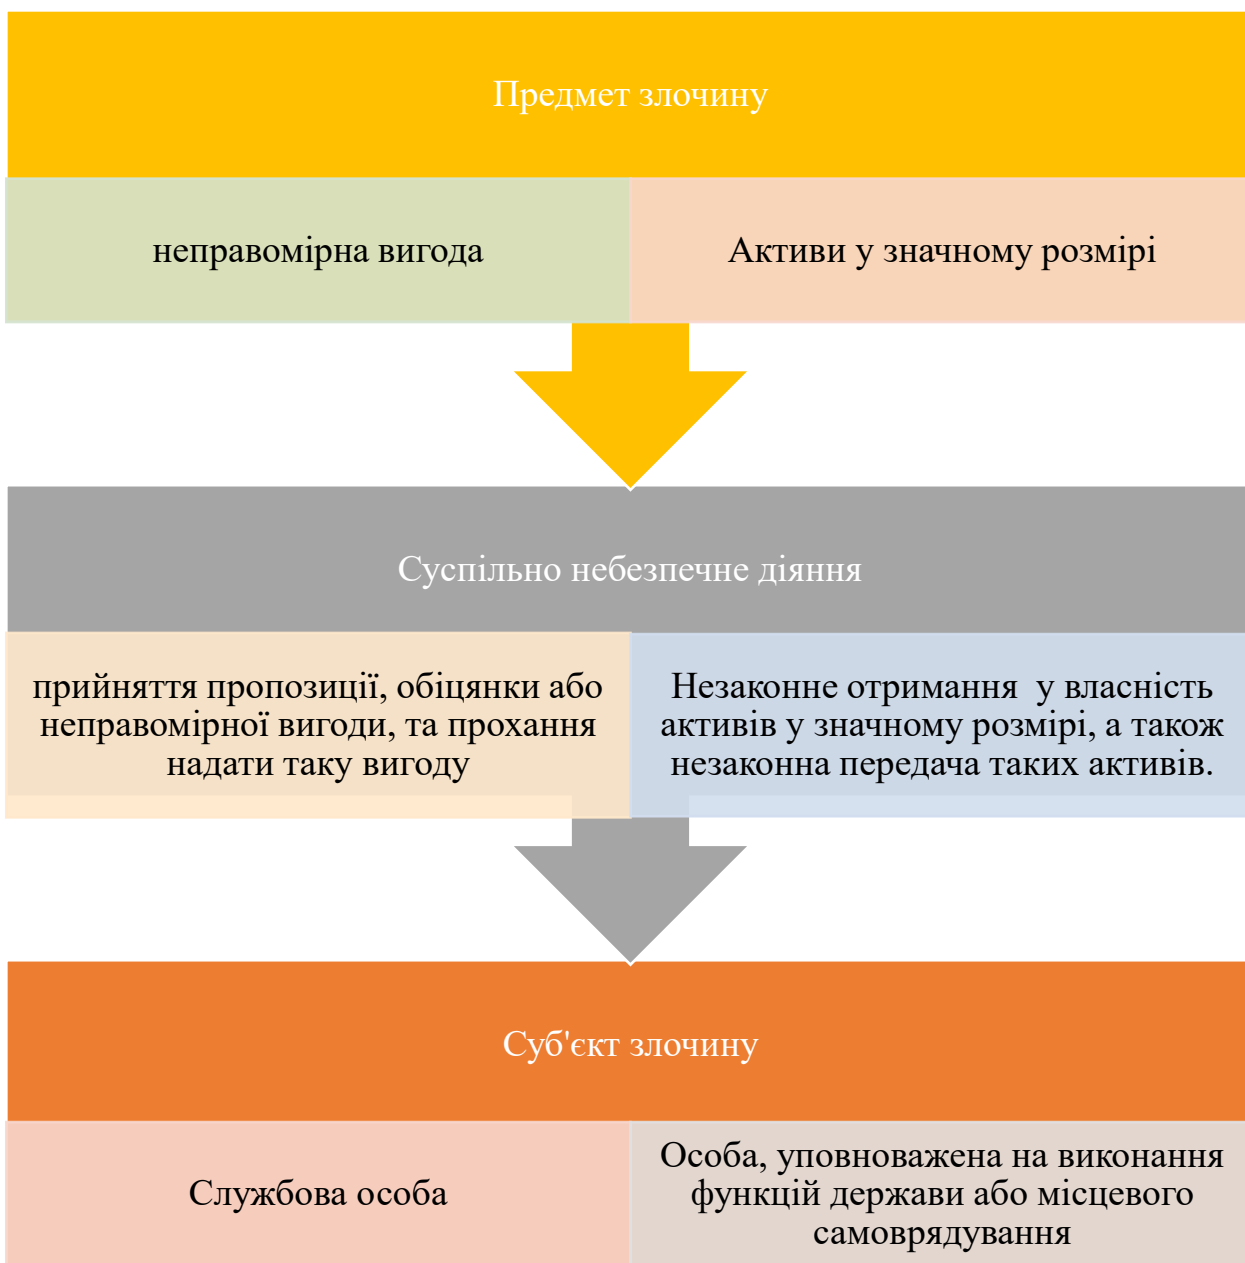 Предмет злочину
неправомірна вигода
Активи у значному розмірі
Суспільно небезпечне діяння
прийняття пропозиції, обіцянки або
неправомірної вигоди, та прохання
надати таку вигоду
Незаконне отримання  у власність
активів у значному розмірі, а також
незаконна передача таких активів.
Суб'єкт злочину
Службова особа
Особа, уповноважена на виконання
функцій держави або місцевого
самоврядування